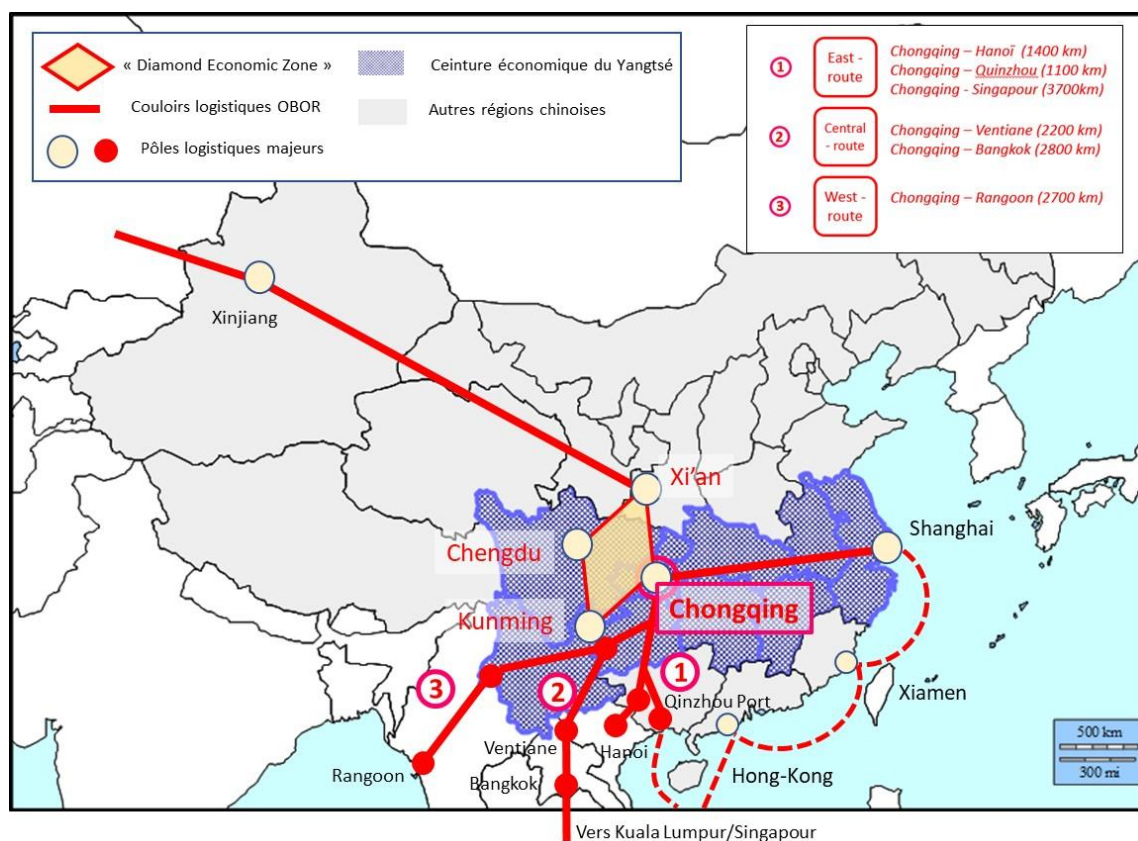 « Diamond Economic Zone »
Couloirs logistiques OBOR
Pôles logistiques majeurs
Ceinture économique du Yangtsé
Autres régions chinoises
1
East -
route
Chongqing – Hanoï (1400 km)
Chongqing – Quinzhou (1100 km)
Chongqing - Singapour (3700km)
2
Central
- route
Chongqing – Ventiane (2200 km)
Chongqing – Bangkok (2800 km)
3
West -
route
Chongqing – Rangoon (2700 km)
Xinjiang
Xi’an
Shanghai
Chengdu
Chongqing
Kunming
3
2
1
Qinzhou Port
Xiamen
Ventiane
Hanoi
Rangoon
Bangkok
Hong-Kong
500 km
300 mi
Vers Kuala Lumpur/Singapour